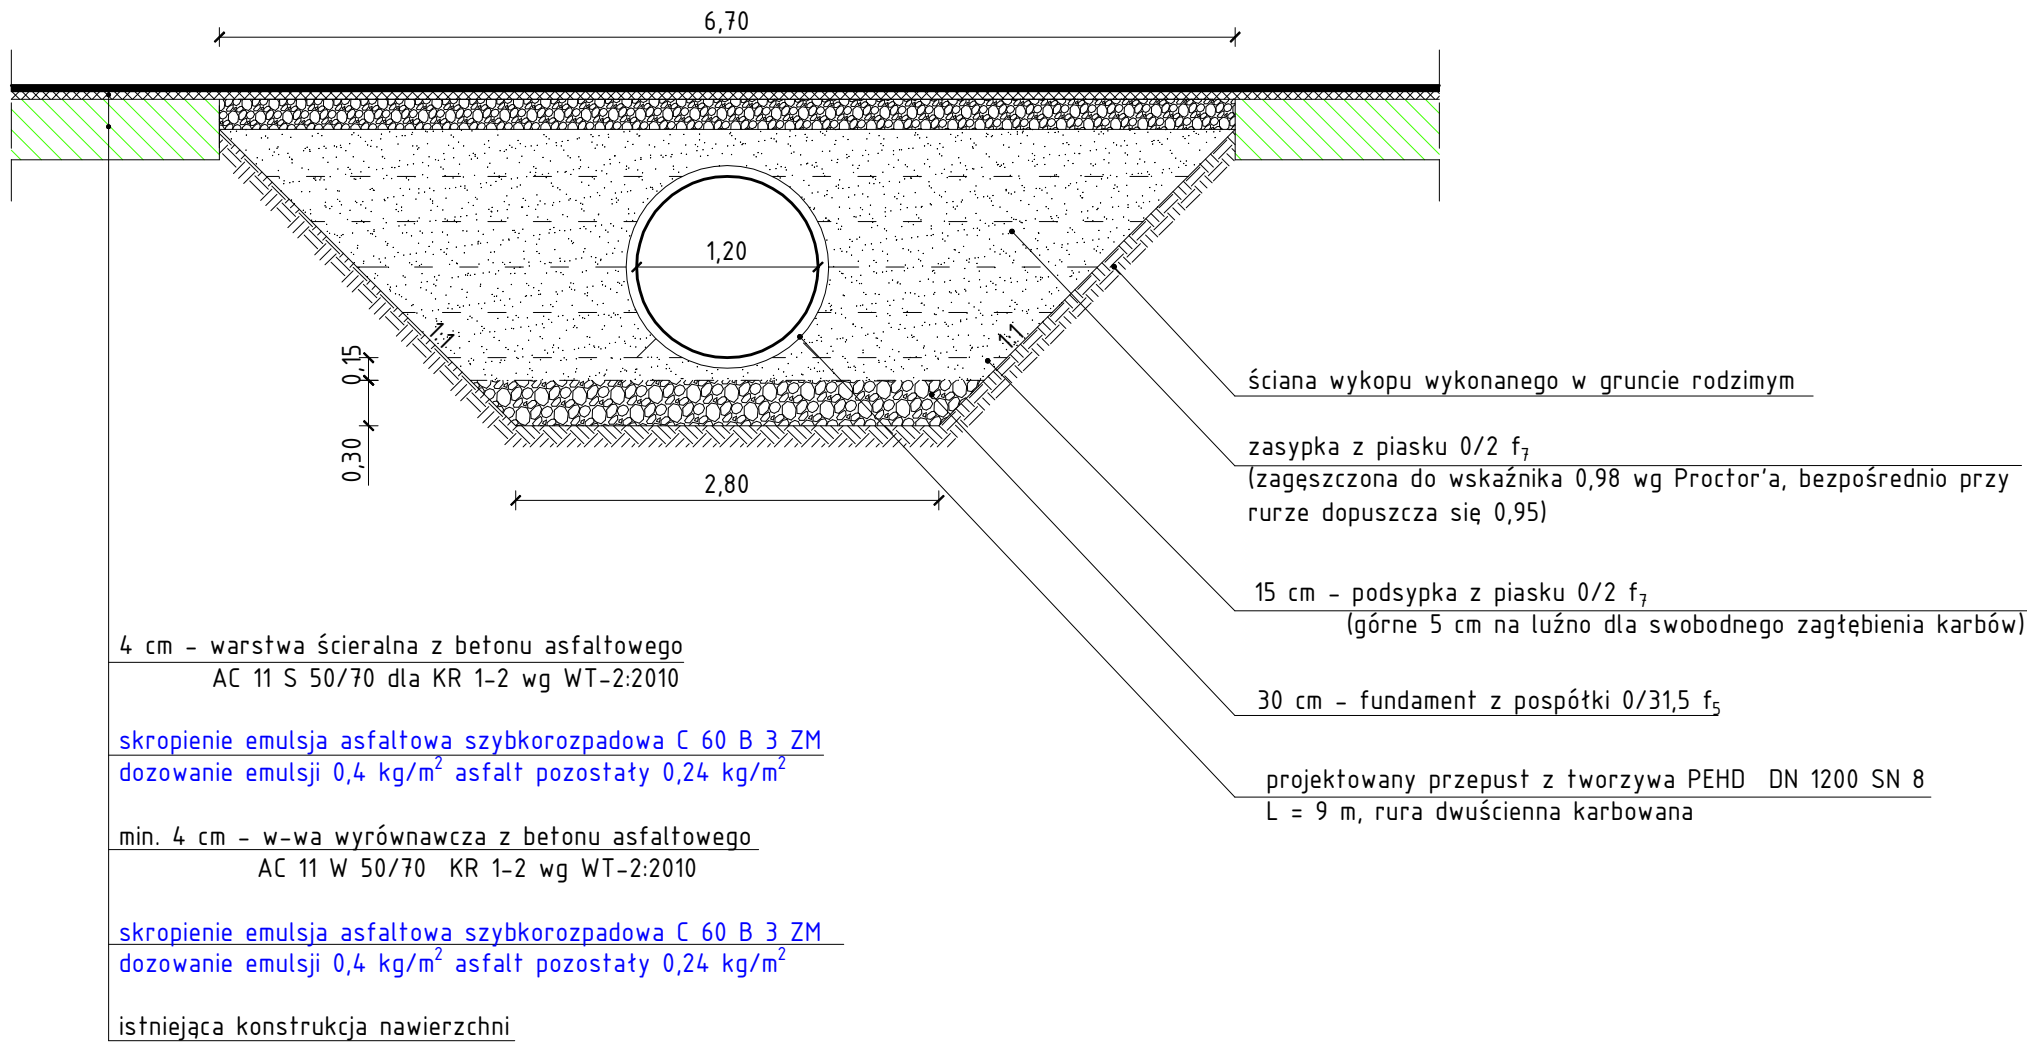 6,70
1,20
1:1
1:1
0,15
0,30
2,80
ściana wykopu wykonanego w gruncie rodzimym
zasypka z piasku 0/2 f₇
(zagęszczona do wskaźnika 0,98 wg Proctor'a, bezpośrednio przy
rurze dopuszcza się 0,95)
15 cm - podsypka z piasku 0/2 f₇
(górne 5 cm na luźno dla swobodnego zagłębienia karbów)
30 cm - fundament z pospółki 0/31,5 f₅
projektowany przepust z tworzywa PEHD DN 1200 SN 8
L = 9 m, rura dwuścienna karbowana
4 cm - warstwa ścieralna z betonu asfaltowego
AC 11 S 50/70 dla KR 1-2 wg WT-2:2010
skropienie emulsja asfaltowa szybkorozpadowa C 60 B 3 ZM
dozowanie emulsji 0,4 kg/m² asfalt pozostały 0,24 kg/m²
min. 4 cm - w-wa wyrównawcza z betonu asfaltowego
AC 11 W 50/70 KR 1-2 wg WT-2:2010
skropienie emulsja asfaltowa szybkorozpadowa C 60 B 3 ZM
dozowanie emulsji 0,4 kg/m² asfalt pozostały 0,24 kg/m²
istniejąca konstrukcja nawierzchni